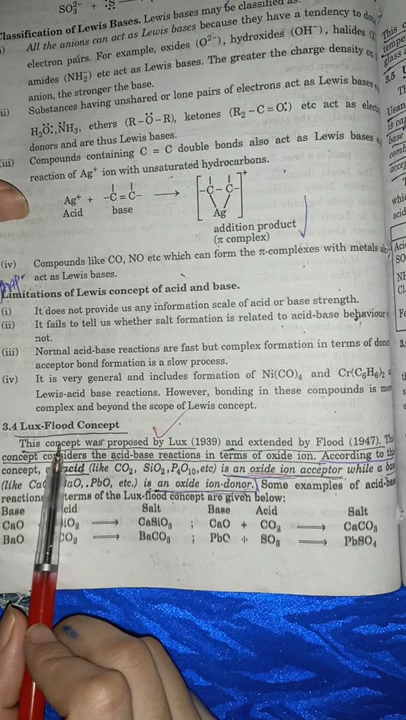 SO₃²⁻ + :S
Classification of Lewis Bases. Lewis bases may be classified as:
i) All the anions can act as Lewis bases because they have a tendency to
electron pairs. For example, oxides (O²⁻), hydroxides (OH⁻), halides
amides (NH₂⁻) etc act as Lewis bases. The greater the charge density on
anion, the stronger the base.
ii) Substances having unshared or lone pairs of electrons act as Lewis bases
H₂Ö:, N̈H₃, ethers (R–Ö–R), ketones (R₂–C=O:) etc act as
donors and are thus Lewis bases.
(iii) Compounds containing C = C double bonds also act as Lewis bases
reaction of Ag⁺ ion with unsaturated hydrocarbons.
Ag⁺ + –C=C– ⟶ [–C–C–]⁺
Ag
Acid base
addition product
(π complex)
(iv) Compounds like CO, NO etc which can form the π-complexes with metals
act as Lewis bases.
Limitations of Lewis concept of acid and base.
(i) It does not provide us any information scale of acid or base strength.
(ii) It fails to tell us whether salt formation is related to acid-base behaviour
not.
(iii) Normal acid-base reactions are fast but complex formation in terms of
acceptor bond formation is a slow process.
(iv) It is very general and includes formation of Ni(CO)₄ and Cr(C₆H₆)₂
Lewis-acid base reactions. However, bonding in these compounds is
complex and beyond the scope of Lewis concept.
3.4 Lux-Flood Concept
This concept was proposed by Lux (1939) and extended by Flood (1947).
concept considers the acid-base reactions in terms of oxide ion. According to
concept, acid (like CO₂, SiO₂, P₄O₁₀, etc) is an oxide ion acceptor while a
(like PbO, etc.) is an oxide ion-donor. Some examples of
reactions terms of the Lux-flood concept are given below:
Base Salt Base Acid Salt
CaO ⟶ CaSiO₃ ; CaO + CO₂ ⟶ CaCO₃
BaO ⟶ BaCO₃ ; PbO + SO₃ ⟶ PbSO₄